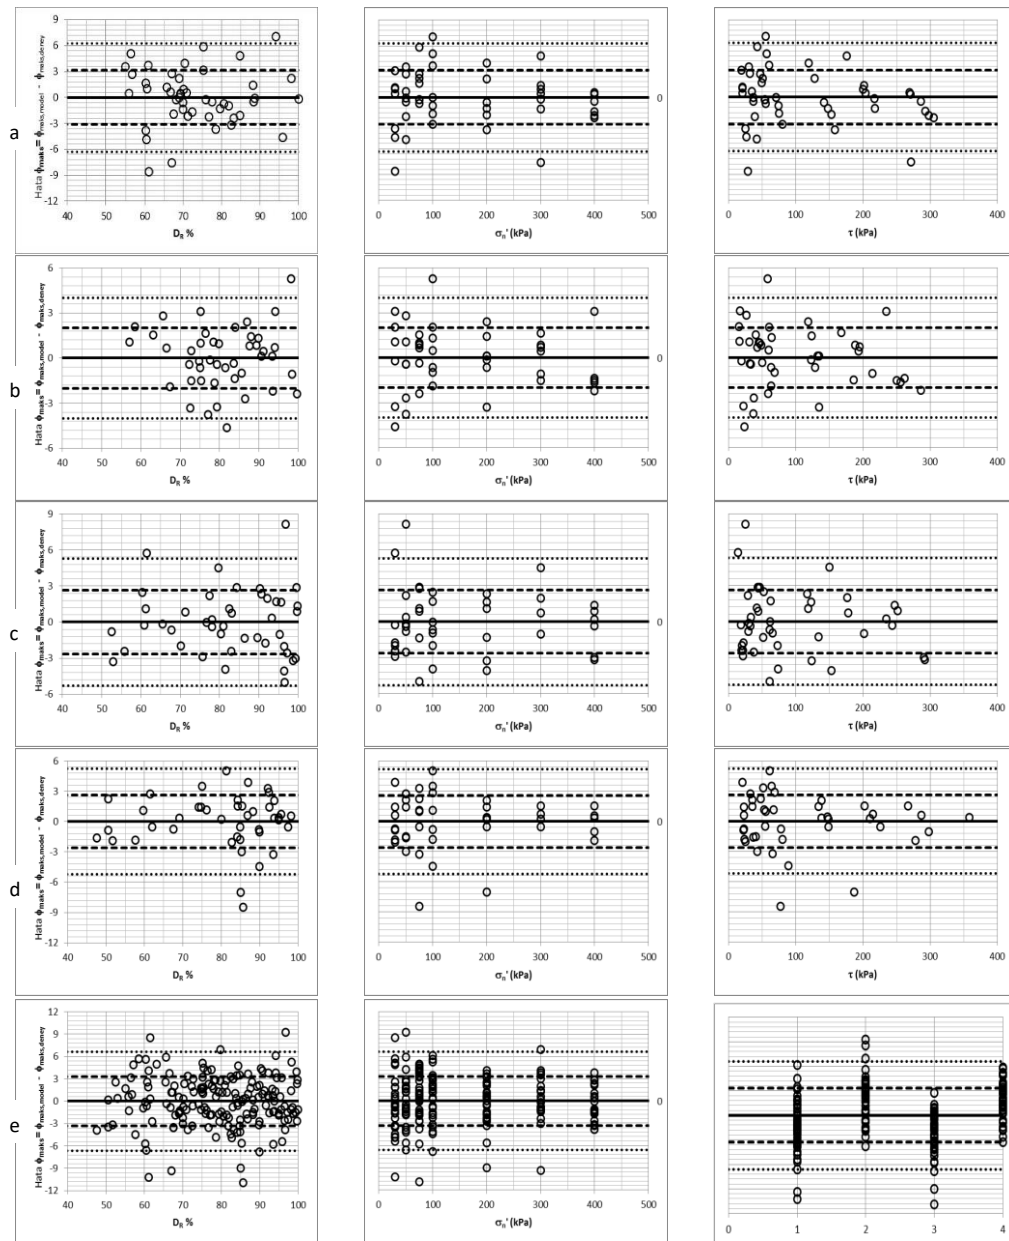 a
Hata ϕmaks= ϕmaks,model - ϕmaks,deney
9
6
3
0
-3
-6
-9
-12
40 50 60 70 80 90 100
DR %
0
0 100 200 300 400 500
σn' (kPa)
0 100 200 300 400
τ (kPa)
b
Hata ϕmaks= ϕmaks,model - ϕmaks,deney
6
3
0
-3
-6
40 50 60 70 80 90 100
DR %
0
0 100 200 300 400 500
σn' (kPa)
0 100 200 300 400
τ (kPa)
c
Hata ϕmaks= ϕmaks,model - ϕmaks,deney
9
6
3
0
-3
-6
40 50 60 70 80 90 100
DR %
0
0 100 200 300 400 500
σn' (kPa)
0 100 200 300 400
τ (kPa)
d
Hata ϕmaks= ϕmaks,model - ϕmaks,deney
6
3
0
-3
-6
-9
-12
40 50 60 70 80 90 100
DR %
0
0 100 200 300 400 500
σn' (kPa)
0 100 200 300 400
τ (kPa)
e
Hata ϕmaks= ϕmaks,model - ϕmaks,deney
12
9
6
3
0
-3
-6
-9
-12
40 50 60 70 80 90 100
DR %
0
0 100 200 300 400 500
σn' (kPa)
0 1 2 3 4